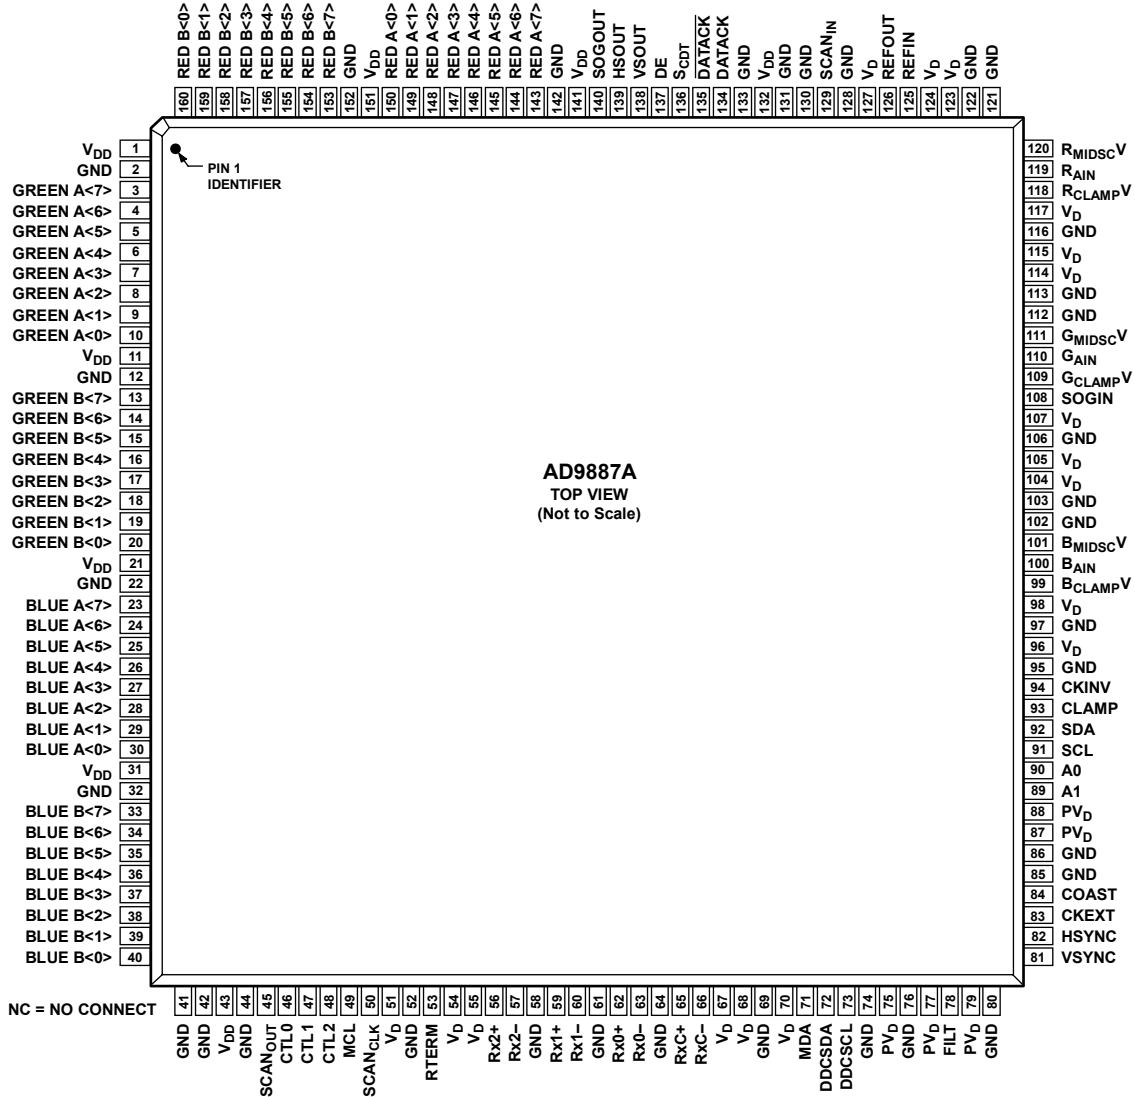 RED B<0>
RED B<1>
RED B<2>
RED B<3>
RED B<4>
RED B<5>
RED B<6>
RED B<7>
GND
VDD
RED A<0>
RED A<1>
RED A<2>
RED A<3>
RED A<4>
RED A<5>
RED A<6>
RED A<7>
GND
VDD
SOGOUT
HSOUT
VSOUT
DE
SCDT
DATACK
DATACK
GND
VDD
GND
GND
SCANIN
GND
VD
REFOUT
REFIN
VD
VD
GND
GND
160 159 158 157 156 155 154 153 152 151 150 149 148 147 146 145 144 143 142 141 140 139 138 137 136 135 134 133 132 131 130 129 128 127 126 125 124 123 122 121
VDD 1
GND 2
GREEN A<7> 3
GREEN A<6> 4
GREEN A<5> 5
GREEN A<4> 6
GREEN A<3> 7
GREEN A<2> 8
GREEN A<1> 9
GREEN A<0> 10
VDD 11
GND 12
GREEN B<7> 13
GREEN B<6> 14
GREEN B<5> 15
GREEN B<4> 16
GREEN B<3> 17
GREEN B<2> 18
GREEN B<1> 19
GREEN B<0> 20
VDD 21
GND 22
BLUE A<7> 23
BLUE A<6> 24
BLUE A<5> 25
BLUE A<4> 26
BLUE A<3> 27
BLUE A<2> 28
BLUE A<1> 29
BLUE A<0> 30
VDD 31
GND 32
BLUE B<7> 33
BLUE B<6> 34
BLUE B<5> 35
BLUE B<4> 36
BLUE B<3> 37
BLUE B<2> 38
BLUE B<1> 39
BLUE B<0> 40
PIN 1
IDENTIFIER
AD9887A
TOP VIEW
(Not to Scale)
120 RMIDSCV
119 RAIN
118 RCLAMPV
117 VD
116 GND
115 VD
114 VD
113 GND
112 GND
111 GMIDSCV
110 GAIN
109 GCLAMPV
108 SOGIN
107 VD
106 GND
105 VD
104 VD
103 GND
102 GND
101 BMIDSCV
100 BAIN
99 BCLAMPV
98 VD
97 GND
96 VD
95 GND
94 CKINV
93 CLAMP
92 SDA
91 SCL
90 A0
89 A1
88 PVD
87 PVD
86 GND
85 GND
84 COAST
83 CKEXT
82 HSYNC
81 VSYNC
NC = NO CONNECT
41 42 43 44 45 46 47 48 49 50 51 52 53 54 55 56 57 58 59 60 61 62 63 64 65 66 67 68 69 70 71 72 73 74 75 76 77 78 79 80
GND
GND
VDD
GND
SCANOUT
CTL0
CTL1
CTL2
MCL
SCANCLK
VD
GND
RTERM
VD
VD
Rx2+
Rx2−
GND
Rx1+
Rx1−
GND
Rx0+
Rx0−
GND
RxC+
RxC−
VD
VD
GND
VD
MDA
DDCSDA
DDCSCL
GND
PVD
GND
PVD
FILT
PVD
GND